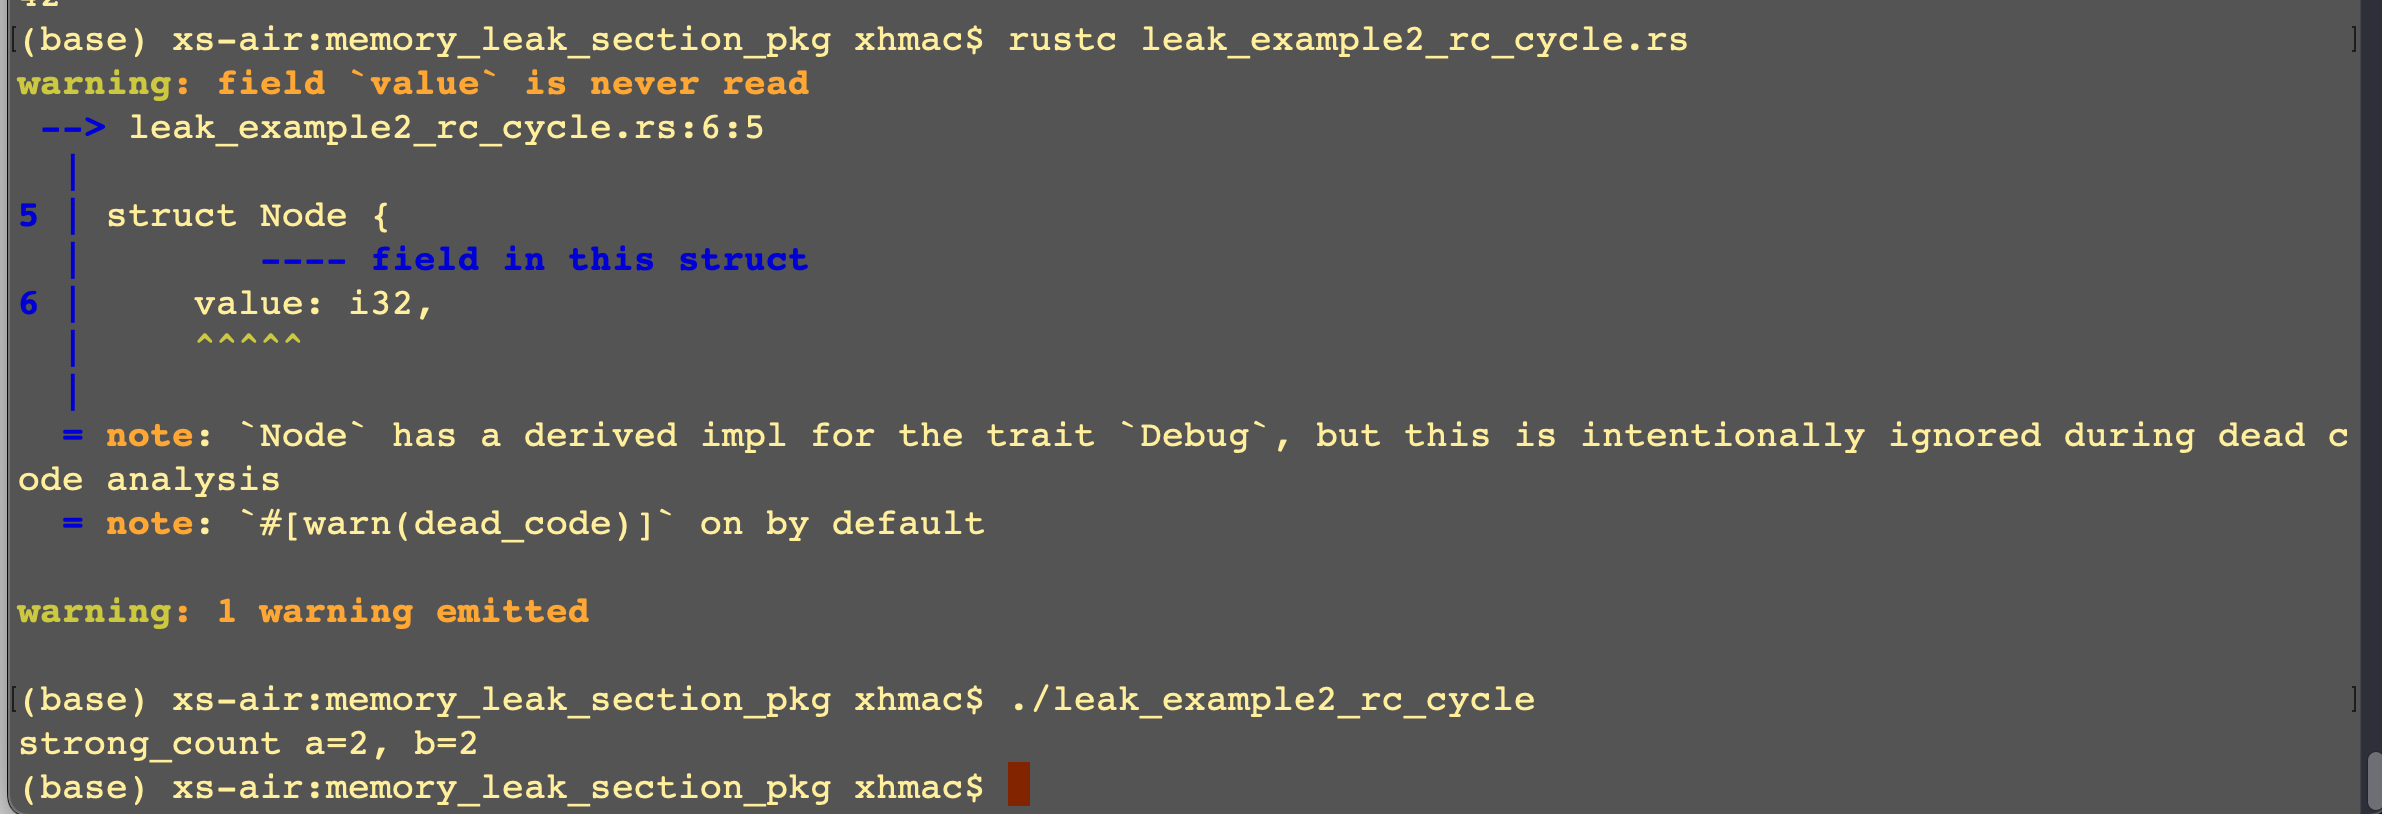 42
[(base) xs-air:memory_leak_section_pkg xhmac$ rustc leak_example2_rc_cycle.rs ]
warning: field `value` is never read
 --> leak_example2_rc_cycle.rs:6:5
  |
5 | struct Node {
  |        ---- field in this struct
6 |     value: i32,
  |     ^^^^^
  |
  = note: `Node` has a derived impl for the trait `Debug`, but this is intentionally ignored during dead c
ode analysis
  = note: `#[warn(dead_code)]` on by default
warning: 1 warning emitted
[(base) xs-air:memory_leak_section_pkg xhmac$ ./leak_example2_rc_cycle ]
strong_count a=2, b=2
(base) xs-air:memory_leak_section_pkg xhmac$